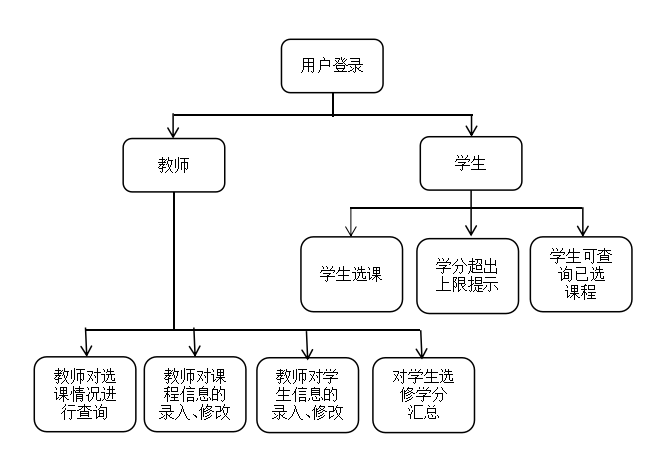 用户登录
教师
学生
学生选课
学分超出
上限提示
学生可查
询已选
课程
教师对选
课情况进
行查询
教师对课
程信息的
录入、修改
教师对学
生信息的
录入、修改
对学生选
修学分
汇总